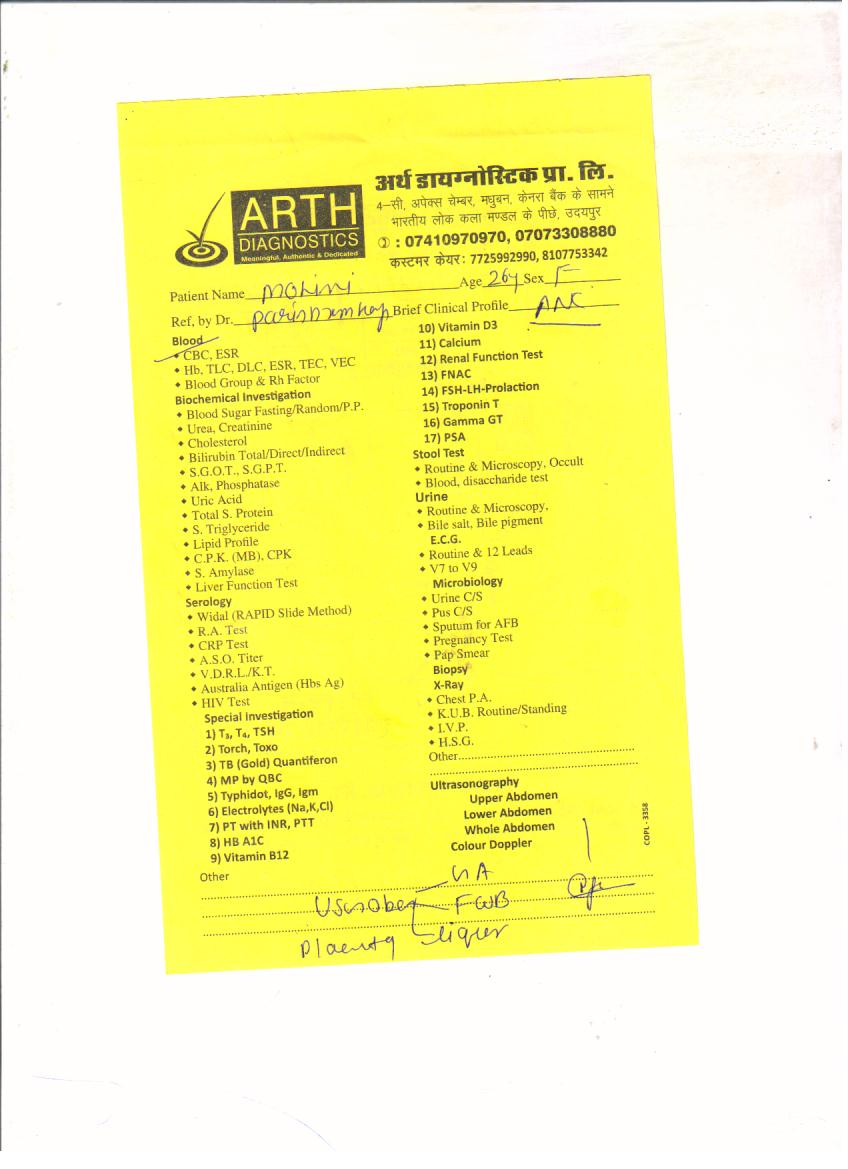 ARTH
DIAGNOSTICS
Meaningful, Authentic & Dedicated
अर्थ डायग्नोस्टिक प्रा. लि.
4–सी, अपेक्स चेम्बर, मधुबन, केनरा बैंक के सामने
भारतीय लोक कला मण्डल के पीछे, उदयपुर
✆ : 07410970970, 07073308880
कस्टमर केयर: 7725992990, 8107753342
Patient Name Mohini Age 26y Sex F
Ref, by Dr. Brief Clinical Profile ANC
Blood
• CBC, ESR
• Hb, TLC, DLC, ESR, TEC, VEC
• Blood Group & Rh Factor
Biochemical Investigation
• Blood Sugar Fasting/Random/P.P.
• Urea, Creatinine
• Cholesterol
• Bilirubin Total/Direct/Indirect
• S.G.O.T., S.G.P.T.
• Alk, Phosphatase
• Uric Acid
• Total S. Protein
• S. Triglyceride
• Lipid Profile
• C.P.K. (MB), CPK
• S. Amylase
• Liver Function Test
Serology
• Widal (RAPID Slide Method)
• R.A. Test
• CRP Test
• A.S.O. Titer
• V.D.R.L./K.T.
• Australia Antigen (Hbs Ag)
• HIV Test
Special Investigation
1) T₃, T₄, TSH
2) Torch, Toxo
3) TB (Gold) Quantiferon
4) MP by QBC
5) Typhidot, IgG, Igm
6) Electrolytes (Na,K,Cl)
7) PT with INR, PTT
8) HB A1C
9) Vitamin B12
10) Vitamin D3
11) Calcium
12) Renal Function Test
13) FNAC
14) FSH-LH-Prolaction
15) Troponin T
16) Gamma GT
17) PSA
Stool Test
• Routine & Microscopy, Occult
• Blood, disaccharide test
Urine
• Routine & Microscopy,
• Bile salt, Bile pigment
E.C.G.
• Routine & 12 Leads
• V7 to V9
Microbiology
• Urine C/S
• Pus C/S
• Sputum for AFB
• Pregnancy Test
• Pap Smear
Biopsy
X-Ray
• Chest P.A.
• K.U.B. Routine/Standing
• I.V.P.
• H.S.G.
Other
Ultrasonography
Upper Abdomen
Lower Abdomen
Whole Abdomen
Colour Doppler
COPL - 3358
Other
GA
FWB
Placenta liquor